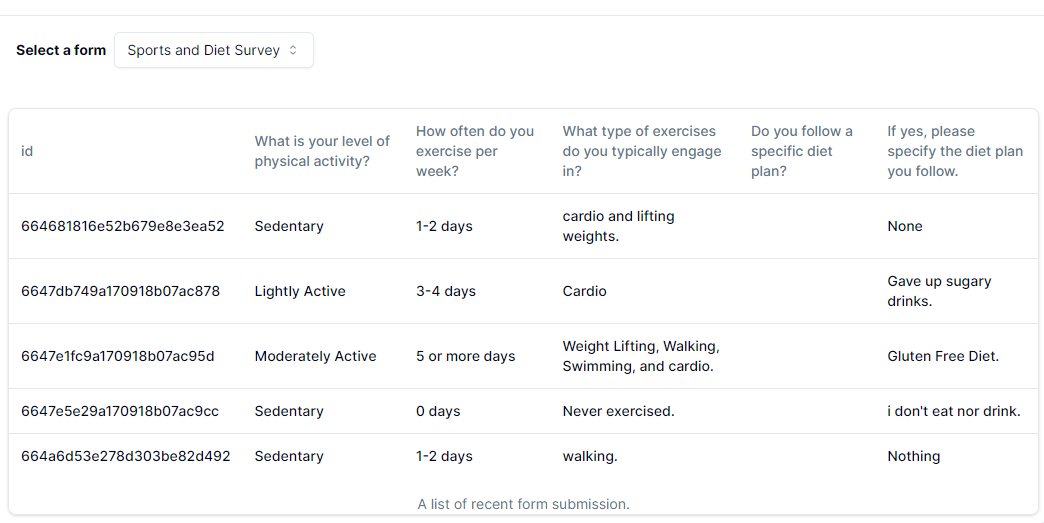 Select a form Sports and Diet Survey
id What is your level of physical activity? How often do you exercise per week? What type of exercises do you typically engage in? Do you follow a specific diet plan? If yes, please specify the diet plan you follow.
664681816e52b679e8e3ea52 Sedentary 1-2 days cardio and lifting weights. None
6647db749a170918b07ac878 Lightly Active 3-4 days Cardio Gave up sugary drinks.
6647e1fc9a170918b07ac95d Moderately Active 5 or more days Weight Lifting, Walking, Swimming, and cardio. Gluten Free Diet.
6647e5e29a170918b07ac9cc Sedentary 0 days Never exercised. i don't eat nor drink.
664a6d53e278d303be82d492 Sedentary 1-2 days walking. Nothing
A list of recent form submission.